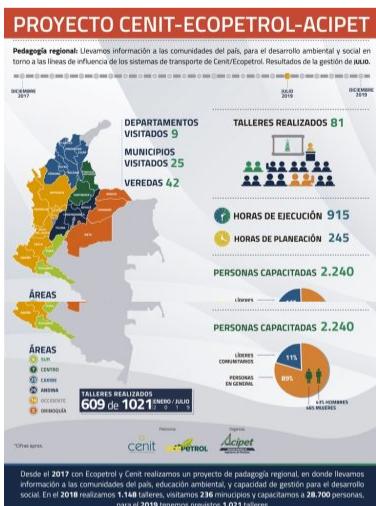 PROYECTO CENIT-ECOPETROL-ACIPET
Pedagogía regional: Llevamos información a las comunidades del país, para el desarrollo ambiental y social en
torno a las líneas de influencia de los sistemas de transporte de Cenit/Ecopetrol. Resultados de la gestión de JULIO.
DICIEMBRE
2017
JULIO
2019
DICIEMBRE
2019
DEPARTAMENTOS
VISITADOS 9
MUNICIPIOS
VISITADOS 25
VEREDAS 42
TALLERES REALIZADOS 81
HORAS DE EJECUCIÓN 915
HORAS DE PLANEACIÓN 245
PERSONAS CAPACITADAS 2.240
ÁREAS
LÍDERES
PERSONAS CAPACITADAS 2.240
ÁREAS
SUR
CENTRO
CARIBE
ANDINA
OCCIDENTE
ORINOQUÍA
LÍDERES
COMUNITARIOS
11%
PERSONAS
EN GENERAL
89%
HOMBRES
MUJERES
TALLERES REALIZADOS
609 de 1021 ENERO / JULIO
2019
*Cifras aprox.
cenit
ECOPETROL
Acipet
Desde el 2017 con Ecopetrol y Cenit realizamos un proyecto de pedagogía regional, en donde llevamos
información a las comunidades del país, educación ambiental, y capacidad de gestión para el desarrollo
social. En el 2018 realizamos 1.148 talleres, visitamos 236 minucipios y capacitamos a 28.700 personas,
para el 2019 tenemos previstos 1.021 talleres